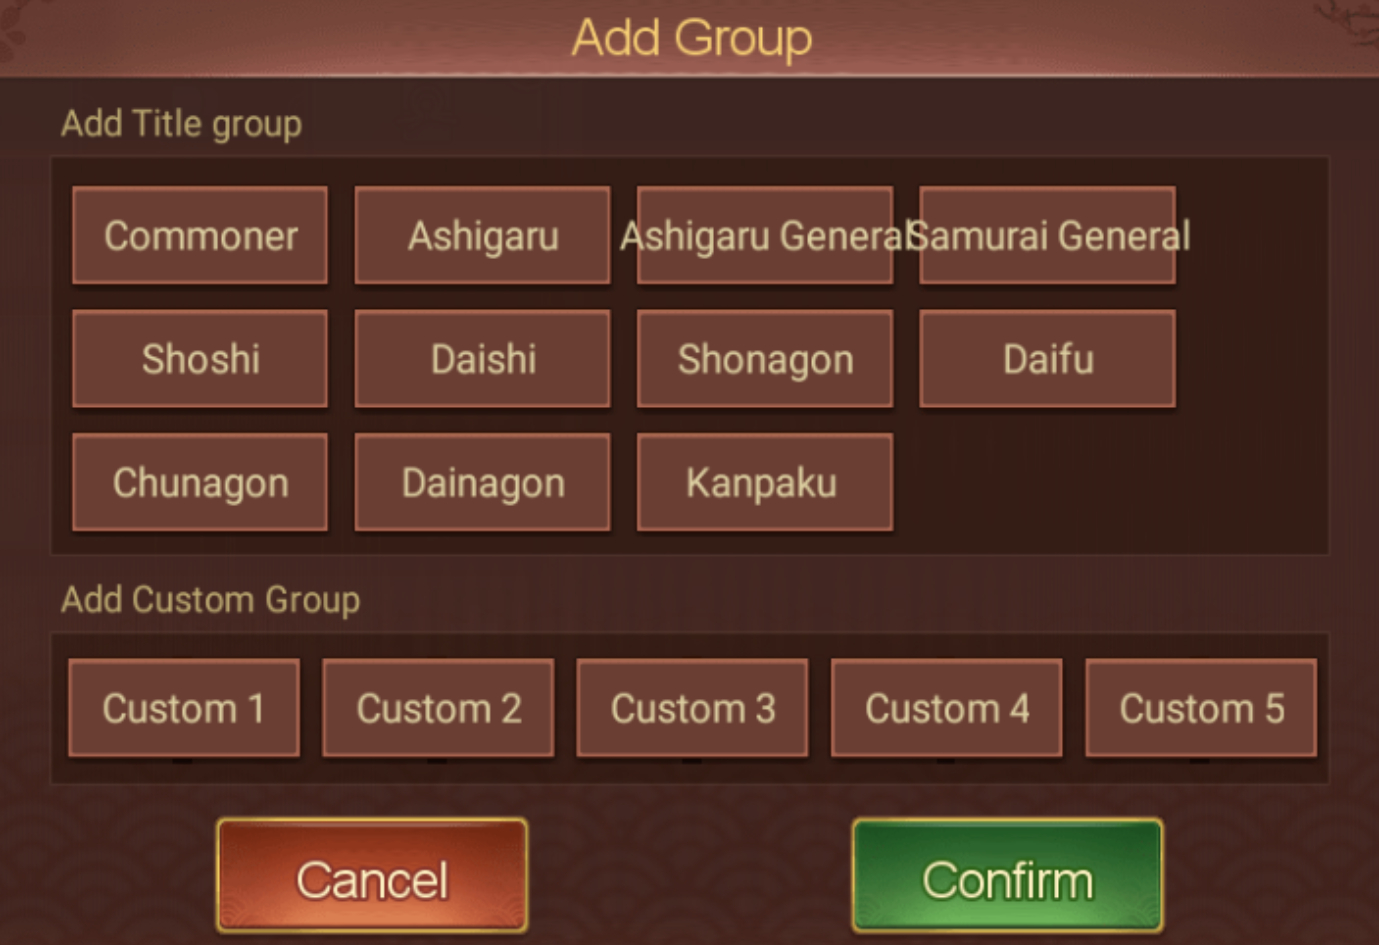 Add Group
Add Title group
Commoner Ashigaru Ashigaru General Samurai General
Shoshi Daishi Shonagon Daifu
Chunagon Dainagon Kanpaku
Add Custom Group
Custom 1 Custom 2 Custom 3 Custom 4 Custom 5
Cancel Confirm